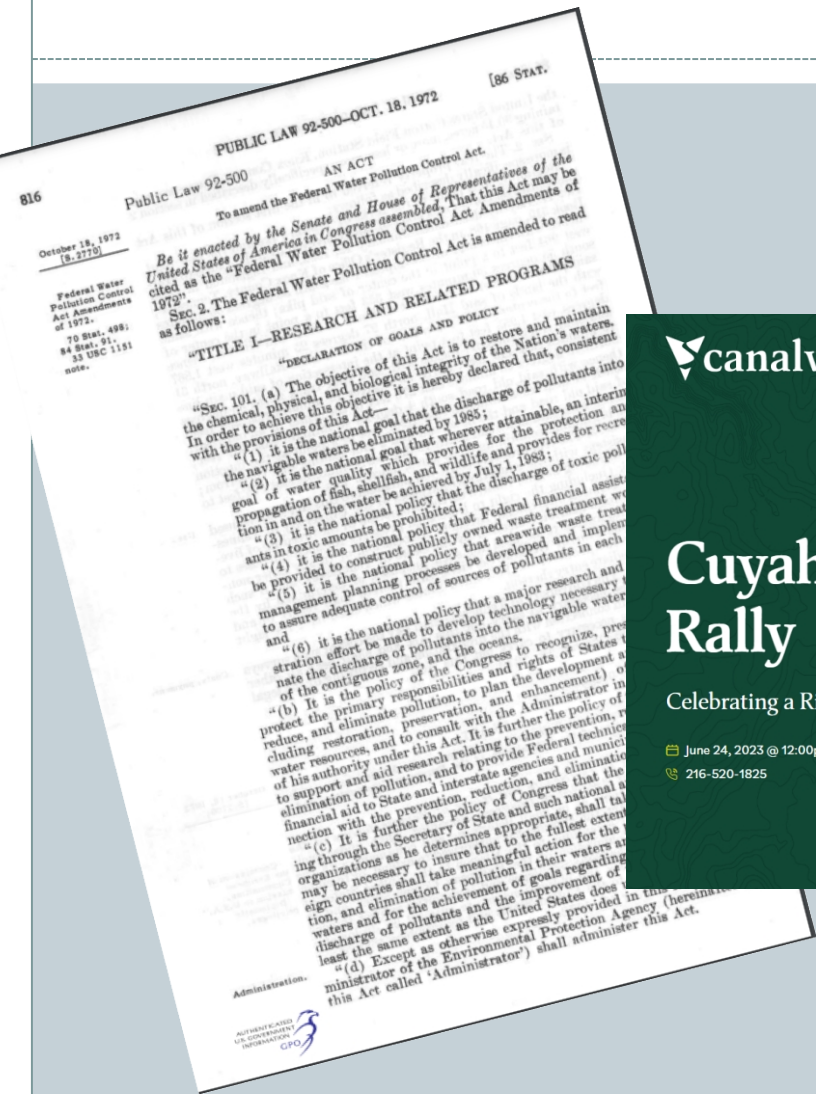 [86 STAT.
PUBLIC LAW 92-500–OCT. 18, 1972
816
Public Law 92-500
AN ACT
To amend the Federal Water Pollution Control Act.
October 18, 1972
[S. 2770]
Be it enacted by the Senate and House of Representatives of the
United States of America in Congress assembled, That this Act may be
cited as the "Federal Water Pollution Control Act Amendments of
1972".
Federal Water
Pollution Control
Act Amendments
of 1972.
SEC. 2. The Federal Water Pollution Control Act is amended to read
as follows:
70 Stat. 498;
84 Stat. 91.
33 USC 1151
note.
"TITLE I—RESEARCH AND RELATED PROGRAMS
"DECLARATION OF GOALS AND POLICY
"SEC. 101. (a) The objective of this Act is to restore and maintain
the chemical, physical, and biological integrity of the Nation's waters.
In order to achieve this objective it is hereby declared that, consistent
with the provisions of this Act—
"(1) it is the national goal that the discharge of pollutants into
the navigable waters be eliminated by 1985;
"(2) it is the national goal that wherever attainable, an interim
goal of water quality which provides for the protection an
propagation of fish, shellfish, and wildlife and provides for recre
tion in and on the water be achieved by July 1, 1983;
"(3) it is the national policy that the discharge of toxic poll
ants in toxic amounts be prohibited;
"(4) it is the national policy that Federal financial assist
be provided to construct publicly owned waste treatment wo
"(5) it is the national policy that areawide waste treat
management planning processes be developed and implem
to assure adequate control of sources of pollutants in each
and
"(6) it is the national policy that a major research and
stration effort be made to develop technology necessary t
nate the discharge of pollutants into the navigable water
of the contiguous zone, and the oceans.
"(b) It is the policy of the Congress to recognize, pres
protect the primary responsibilities and rights of States t
reduce, and eliminate pollution, to plan the development a
cluding restoration, preservation, and enhancement) o
water resources, and to consult with the Administrator in
of his authority under this Act. It is further the policy of
to support and aid research relating to the prevention, r
elimination of pollution, and to provide Federal technica
financial aid to State and interstate agencies and munici
nection with the prevention, reduction, and eliminatio
"(c) It is further the policy of Congress that the
ing through the Secretary of State and such national a
organizations as he determines appropriate, shall tak
may be necessary to insure that to the fullest extent
eign countries shall take meaningful action for the
tion, and elimination of pollution in their waters a
waters and for the achievement of goals regarding
discharge of pollutants and the improvement of
least the same extent as the United States does
"(d) Except as otherwise expressly provided in this
ministrator of the Environmental Protection Agency (hereina
this Act called 'Administrator') shall administer this Act.
Administration.
AUTHENTICATED
U.S. GOVERNMENT
INFORMATION
GPO
canalw
Cuyah
Rally
Celebrating a Ri
June 24, 2023 @ 12:00p
216-520-1825